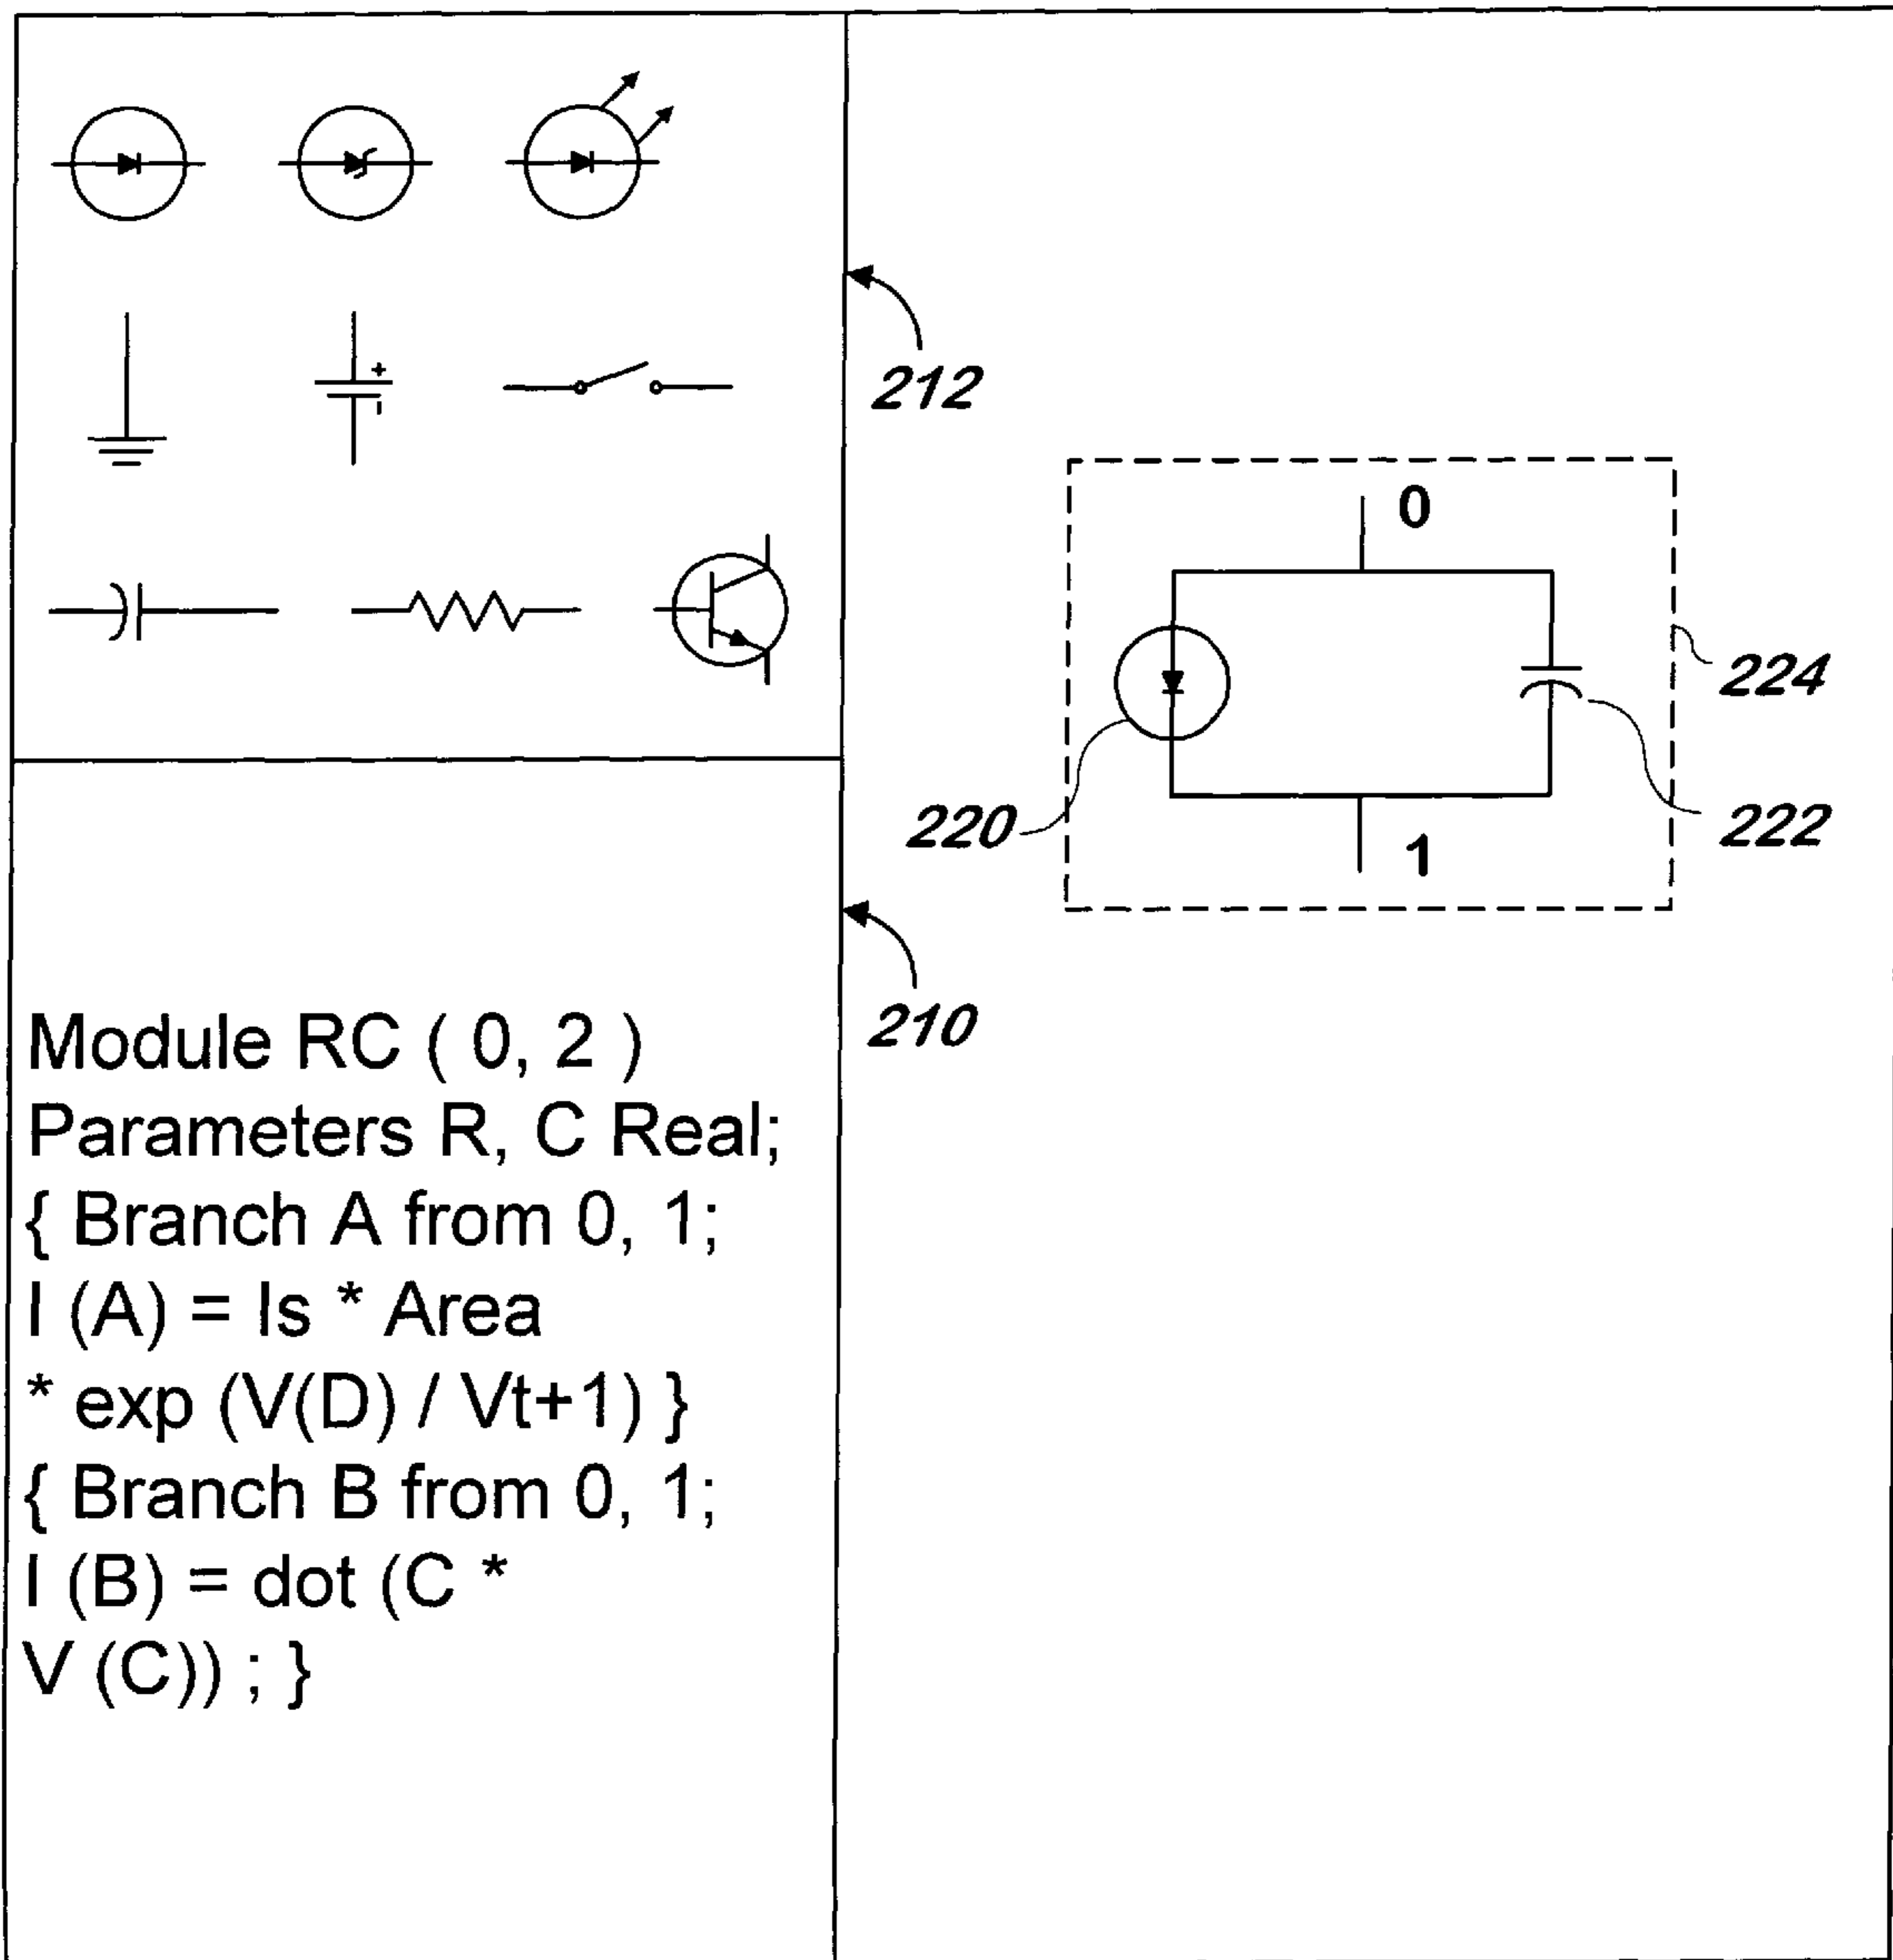 212
0
224
220
222
1
210
Module RC ( 0, 2 )
Parameters R, C Real;
{ Branch A from 0, 1;
I (A) = Is * Area
* exp (V(D) / Vt+1) }
{ Branch B from 0, 1;
I (B) = dot (C *
V (C)) ; }